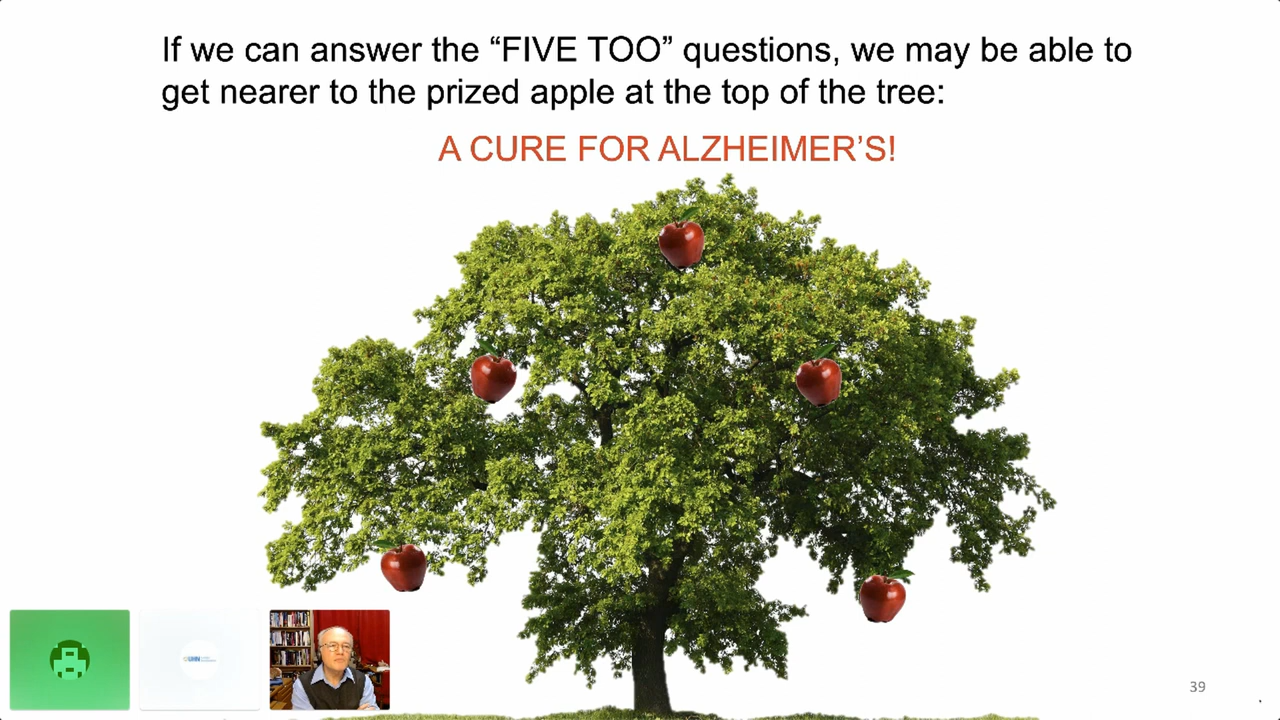 If we can answer the “FIVE TOO” questions, we may be able to
get nearer to the prized apple at the top of the tree:
A CURE FOR ALZHEIMER’S!
UHN
39